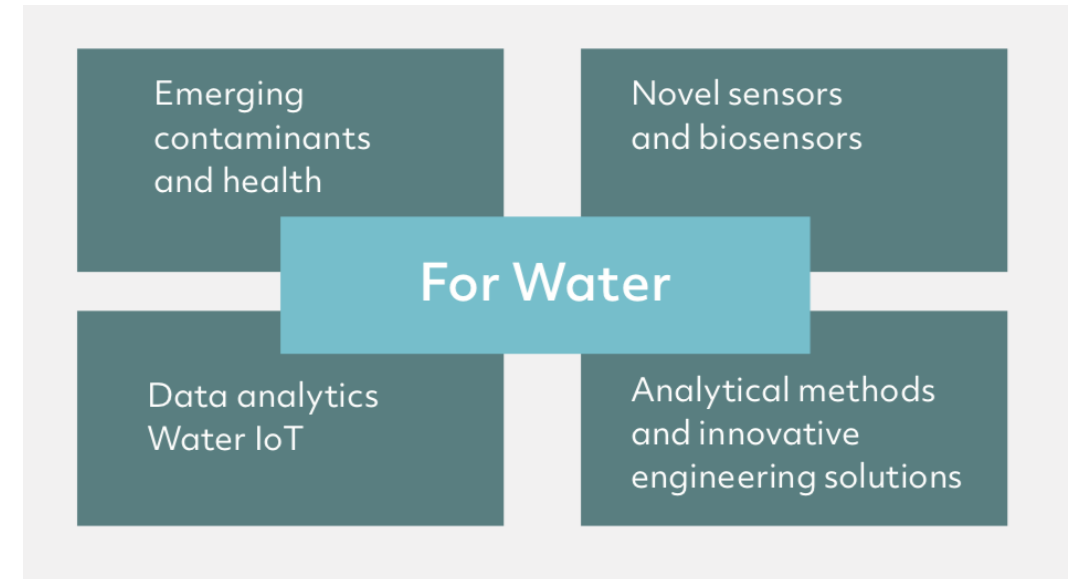 Emerging
contaminants
and health
Novel sensors
and biosensors
For Water
Data analytics
Water IoT
Analytical methods
and innovative
engineering solutions